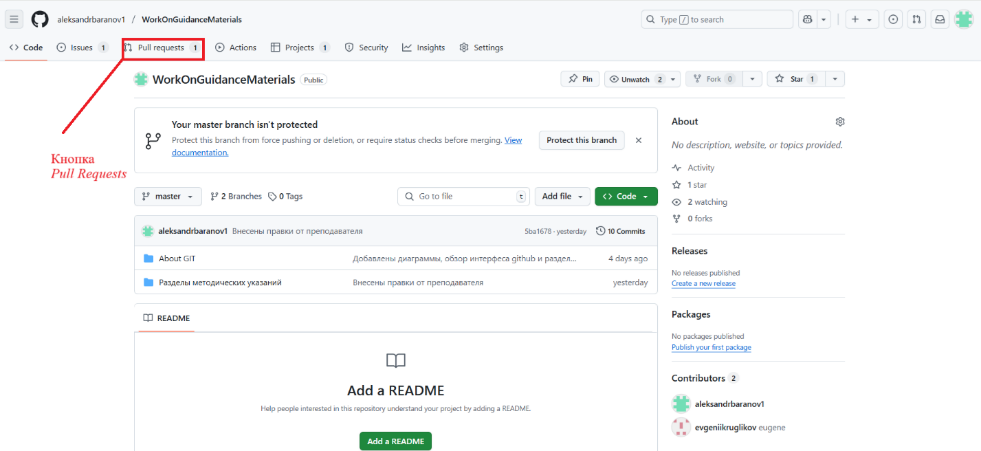 aleksandrbaranov1 / WorkOnGuidanceMaterials
Type / to search
Code Issues 1 Pull requests 1 Actions Projects 1 Security Insights Settings
WorkOnGuidanceMaterials Public
Pin Unwatch 2 Fork 0 Star 1
Your master branch isn't protected
Protect this branch from force pushing or deletion, or require status checks before merging. View
documentation.
Protect this branch
Кнопка
Pull Requests
master 2 Branches 0 Tags Go to file t Add file Code
aleksandrbaranov1 Внесены правки от преподавателя 5ba1678 · yesterday 10 Commits
About GIT Добавлены диаграммы, обзор интерфеса github и раздел... 4 days ago
Разделы методических указаний Внесены правки от преподавателя yesterday
README
Add a README
Help people interested in this repository understand your project by adding a README.
Add a README
About
No description, website, or topics provided.
Activity
1 star
2 watching
0 forks
Releases
No releases published
Create a new release
Packages
No packages published
Publish your first package
Contributors 2
aleksandrbaranov1
evgeniikruglikov eugene